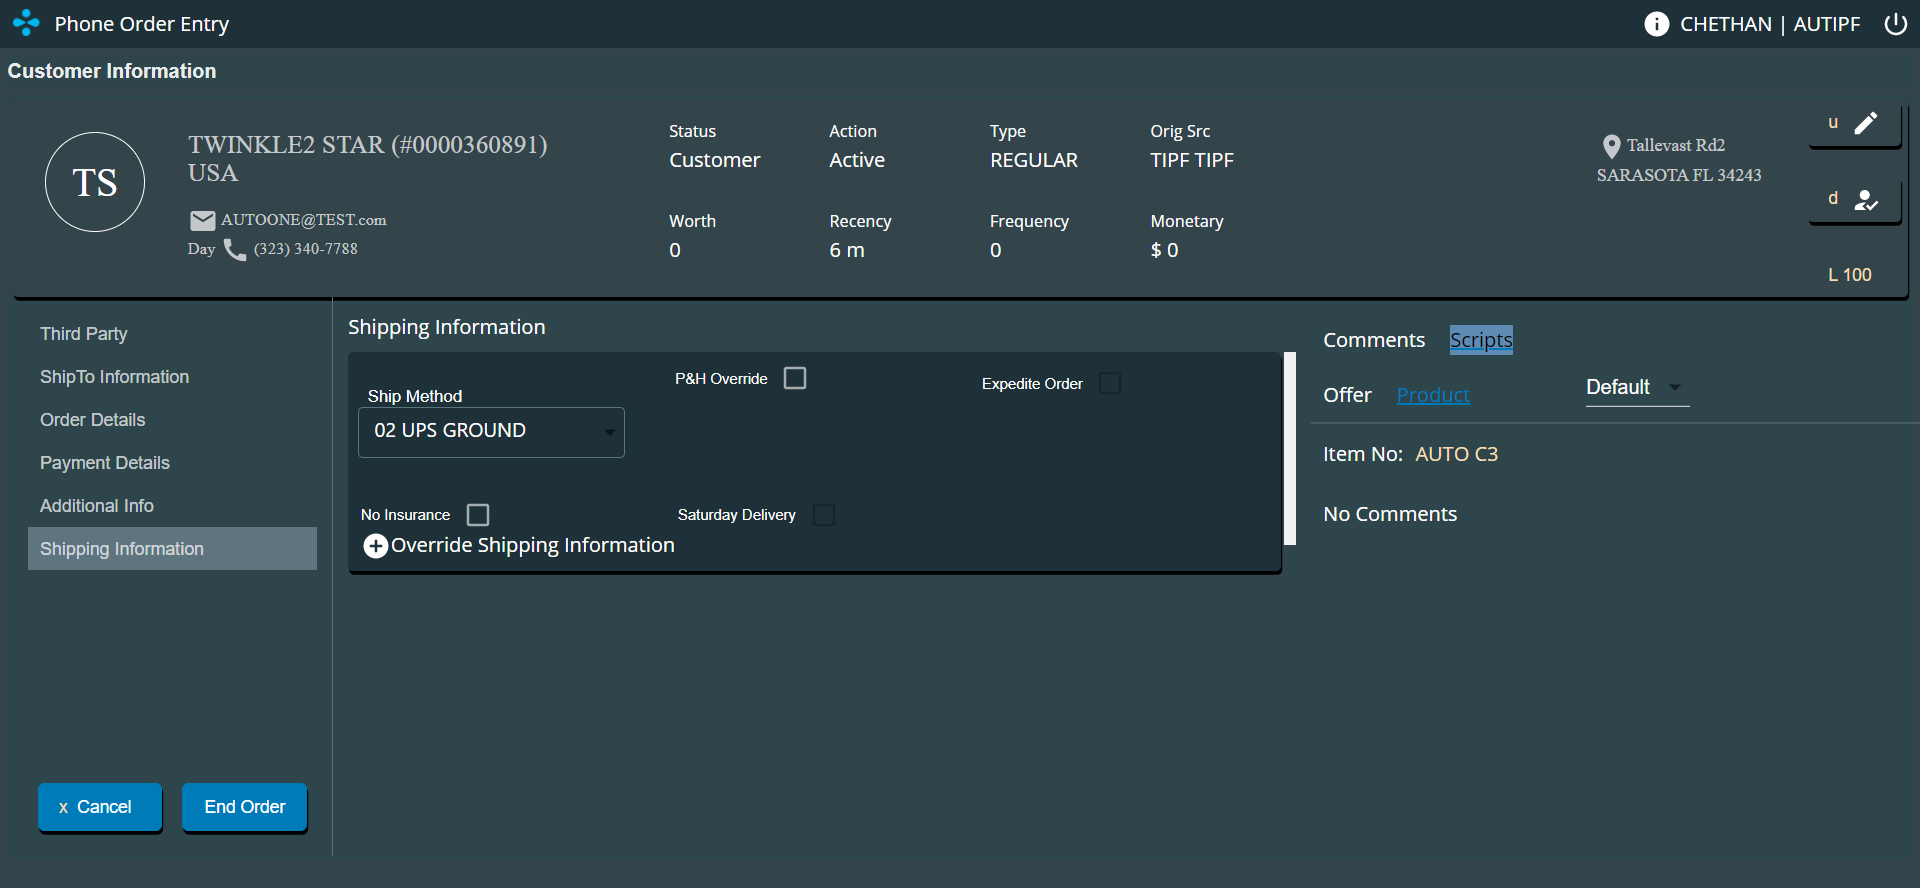 Phone Order Entry
CHETHAN | AUTIPF
Customer Information
TS
TWINKLE2 STAR (#0000360891)
USA
AUTOONE@TEST.com
Day (323) 340-7788
Status
Customer
Action
Active
Type
REGULAR
Orig Src
TIPF TIPF
Worth
0
Recency
6 m
Frequency
0
Monetary
$ 0
Tallevast Rd2
SARASOTA FL 34243
u
d
L 100
Third Party
ShipTo Information
Order Details
Payment Details
Additional Info
Shipping Information
x Cancel
End Order
Shipping Information
Ship Method
02 UPS GROUND
P&H Override
Expedite Order
No Insurance
Saturday Delivery
Override Shipping Information
Comments Scripts
Offer Product
Default
Item No: AUTO C3
No Comments